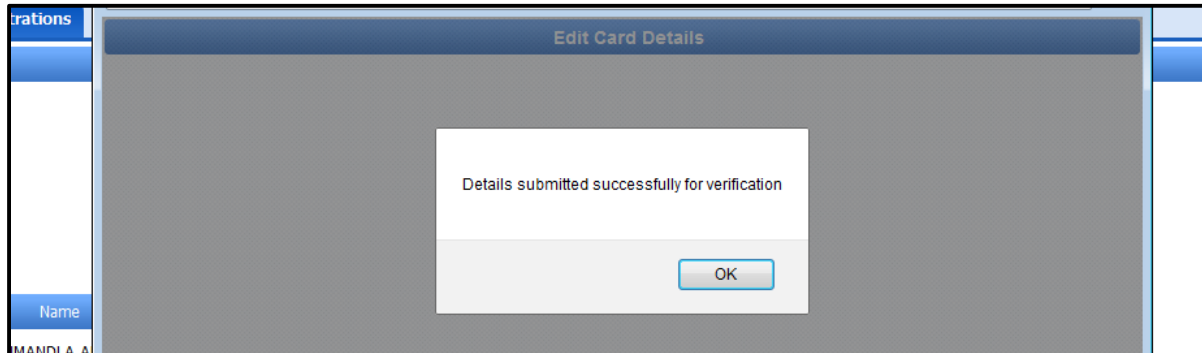 trations
Edit Card Details
Details submitted successfully for verification
OK
Name